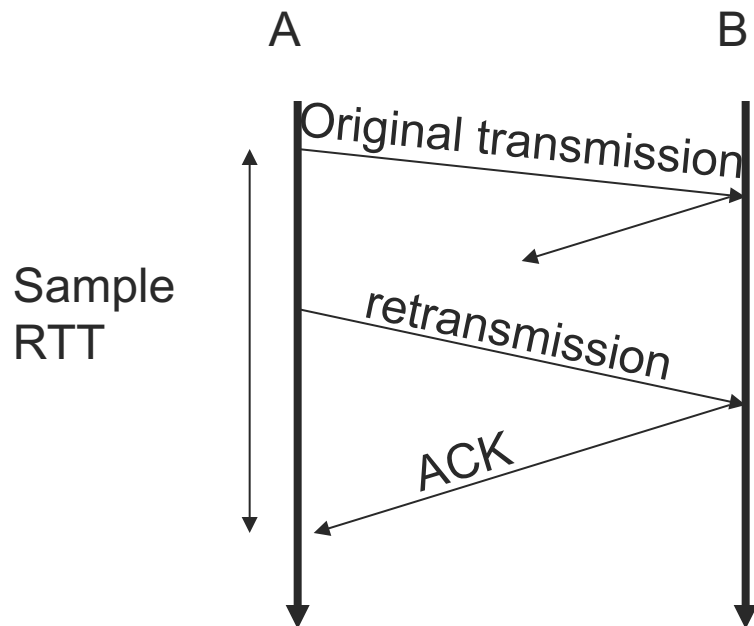 A
B
Original transmission
Sample
RTT
retransmission
ACK